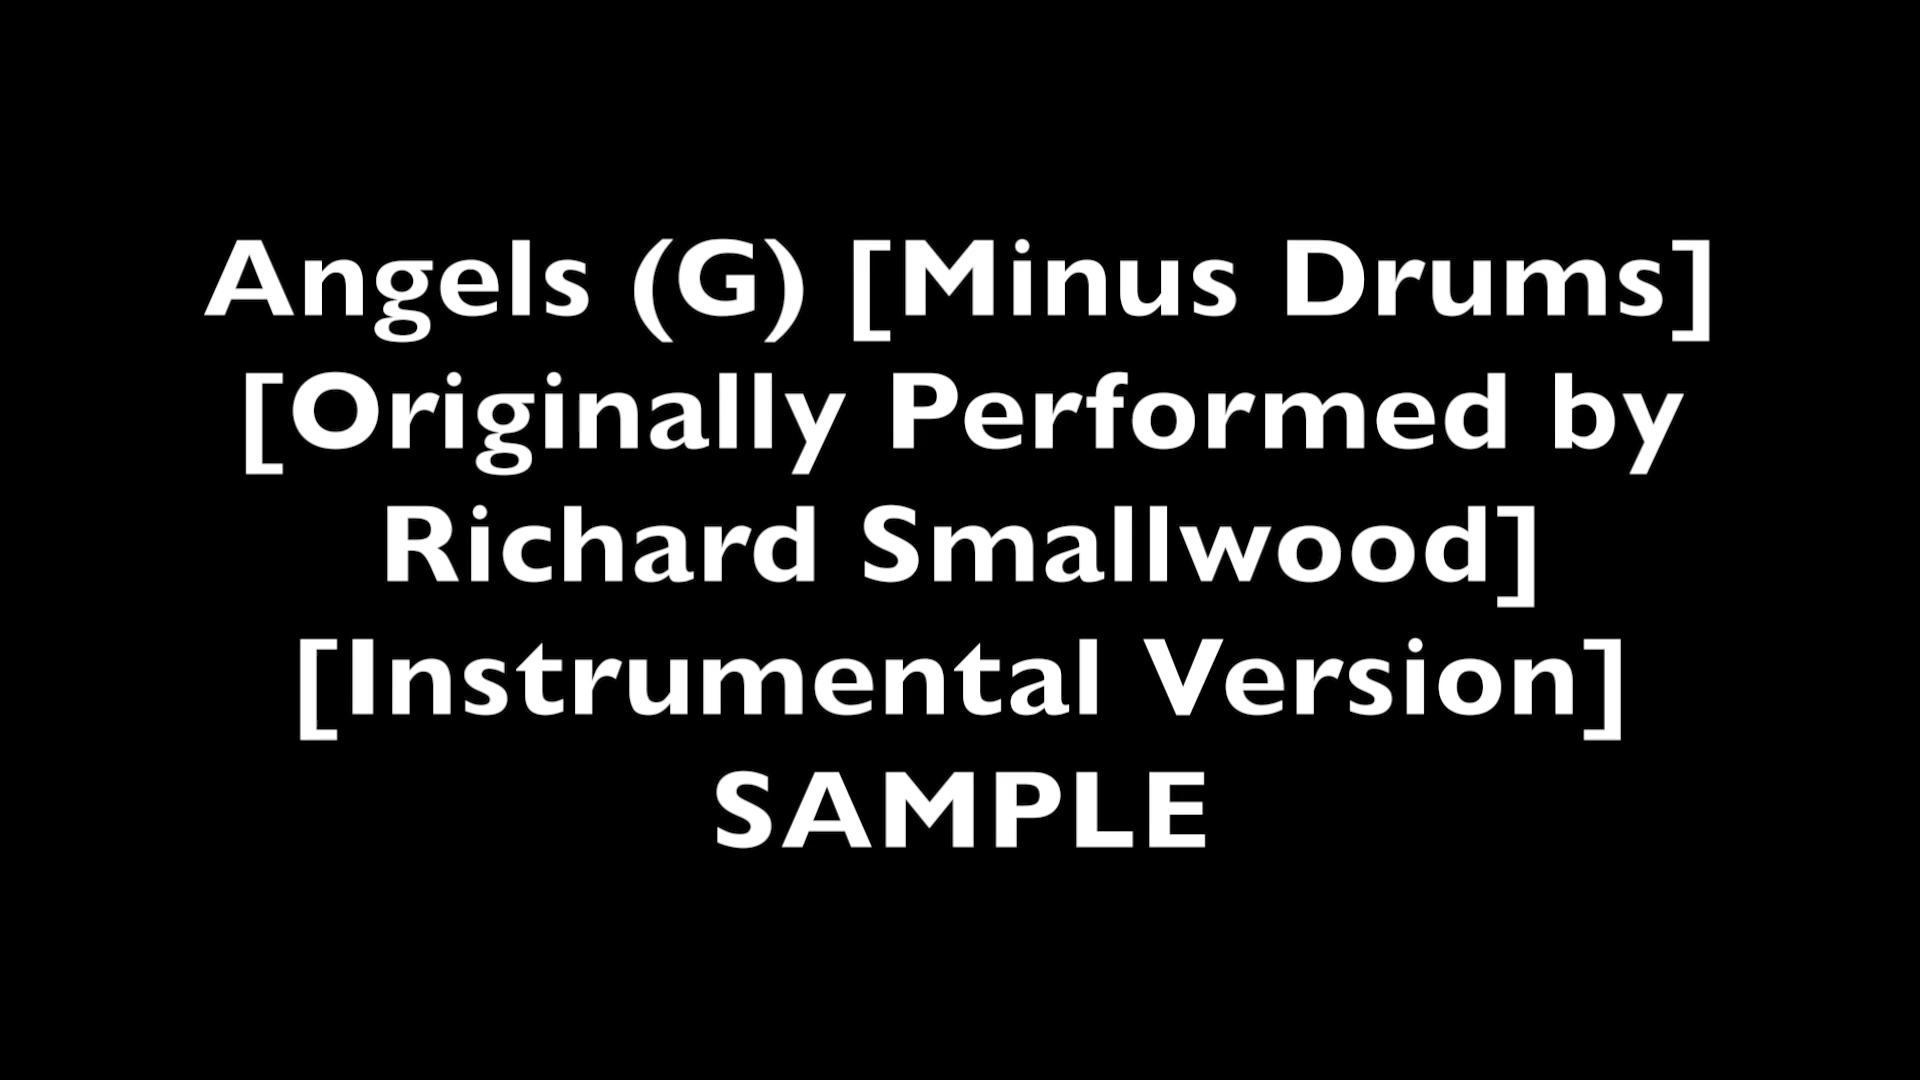 Angels (G) [Minus Drums]
[Originally Performed by
Richard Smallwood]
[Instrumental Version]
SAMPLE